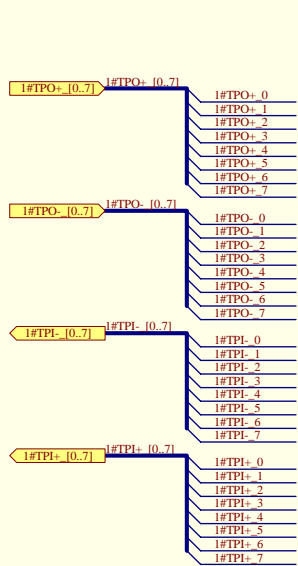 1#TPO+_[0..7] 1#TPO+_[0..7]
1#TPO+_0
1#TPO+_1
1#TPO+_2
1#TPO+_3
1#TPO+_4
1#TPO+_5
1#TPO+_6
1#TPO+_7
1#TPO-_[0..7] 1#TPO-_[0..7]
1#TPO-_0
1#TPO-_1
1#TPO-_2
1#TPO-_3
1#TPO-_4
1#TPO-_5
1#TPO-_6
1#TPO-_7
1#TPI-_[0..7] 1#TPI-_[0..7]
1#TPI-_0
1#TPI-_1
1#TPI-_2
1#TPI-_3
1#TPI-_4
1#TPI-_5
1#TPI-_6
1#TPI-_7
1#TPI+_[0..7] 1#TPI+_[0..7]
1#TPI+_0
1#TPI+_1
1#TPI+_2
1#TPI+_3
1#TPI+_4
1#TPI+_5
1#TPI+_6
1#TPI+_7